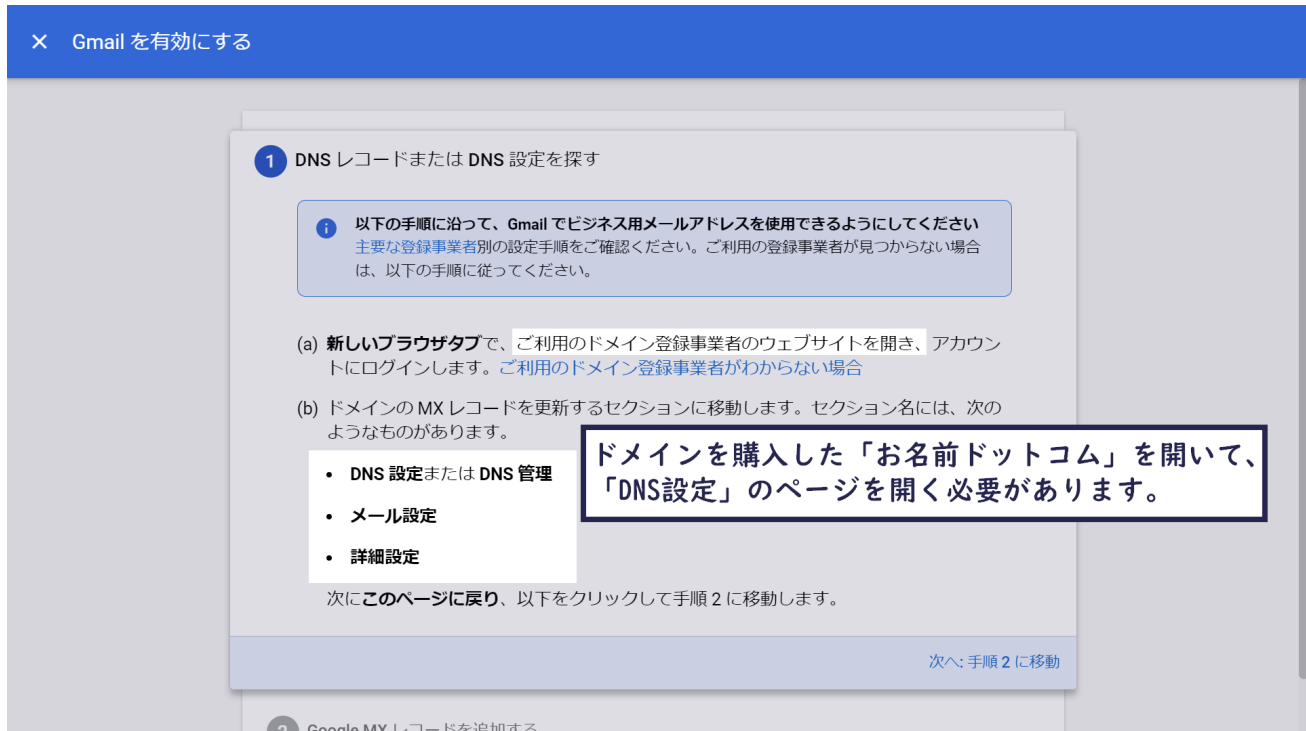 × Gmail を有効にする
1 DNS レコードまたは DNS 設定を探す
以下の手順に沿って、Gmail でビジネス用メールアドレスを使用できるようにしてください
主要な登録事業者別の設定手順をご確認ください。ご利用の登録事業者が見つからない場合
は、以下の手順に従ってください。
(a) 新しいブラウザタブで、ご利用のドメイン登録事業者のウェブサイトを開き、アカウン
トにログインします。ご利用のドメイン登録事業者がわからない場合
(b) ドメインの MX レコードを更新するセクションに移動します。セクション名には、次の
ようなものがあります。
ドメインを購入した「お名前ドットコム」を開いて、
「DNS設定」のページを開く必要があります。
• DNS 設定または DNS 管理
• メール設定
• 詳細設定
次にこのページに戻り、以下をクリックして手順 2 に移動します。
次へ: 手順 2 に移動
2 Google MX レコードを追加する